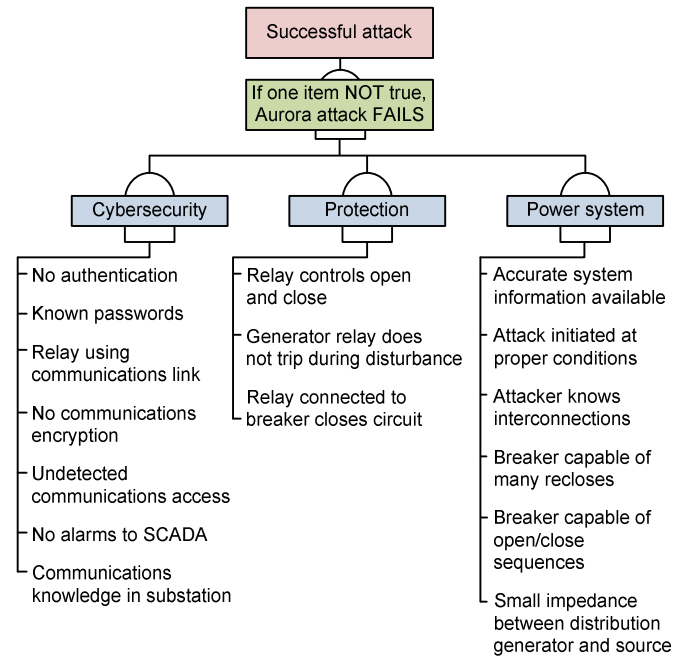 Successful attack
If one item NOT true,
Aurora attack FAILS
Cybersecurity
No authentication
Known passwords
Relay using
communications link
No communications
encryption
Undetected
communications access
No alarms to SCADA
Communications
knowledge in substation
Protection
Relay controls open
and close
Generator relay does
not trip during disturbance
Relay connected to
breaker closes circuit
Power system
Accurate system
information available
Attack initiated at
proper conditions
Attacker knows
interconnections
Breaker capable of
many recloses
Breaker capable of
open/close
sequences
Small impedance
between distribution
generator and source